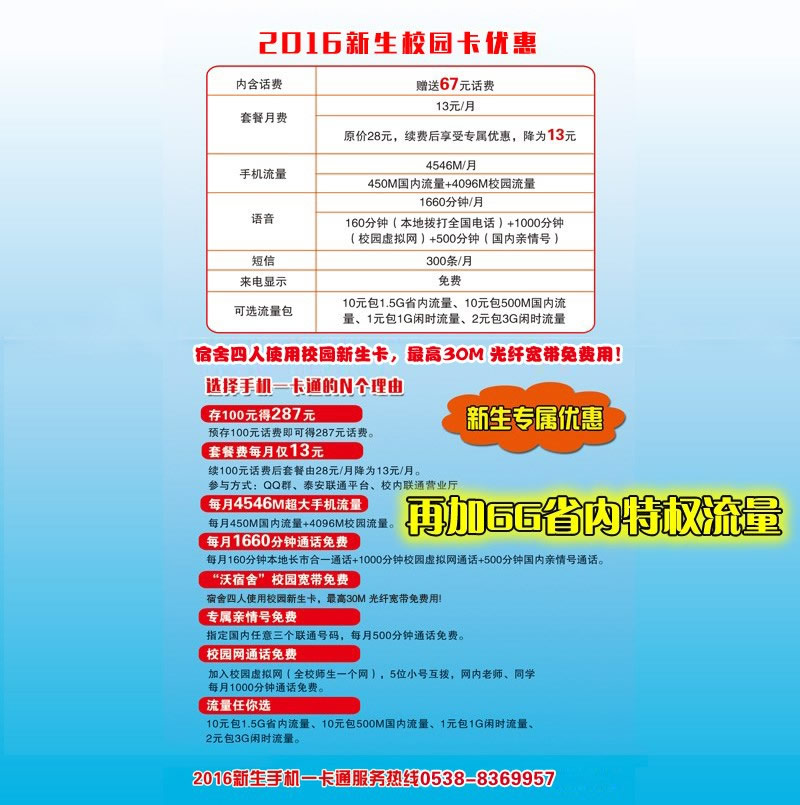 2016新生校园卡优惠
内含话费
赠送67元话费
套餐月费
13元/月
原价28元，续费后享受专属优惠，降为13元
手机流量
4546M/月
450M国内流量+4096M校园流量
语音
1660分钟/月
160分钟（本地拨打全国电话）+1000分钟
（校园虚拟网）+500分钟（国内亲情号）
短信
300条/月
来电显示
免费
可选流量包
10元包1.5G省内流量、10元包500M国内流
量、1元包1G闲时流量、2元包3G闲时流量
宿舍四人使用校园新生卡，最高30M 光纤宽带免费用！
选择手机一卡通的N个理由
新生专属优惠
存100元得287元
预存100元话费即可得287元话费。
套餐费每月仅13元
续100元话费后套餐由28元/月降为13元/月。
参与方式：QQ群、泰安联通平台、校内联通营业厅
每月4546M超大手机流量
再加6G省内特权流量
每月450M国内流量+4096M校园流量。
每月1660分钟通话免费
每月160分钟本地长市合一通话+1000分钟校园虚拟网通话+500分钟国内亲情号通话。
“沃宿舍”校园宽带免费
宿舍四人使用校园新生卡，最高30M 光纤宽带免费用!
专属亲情号免费
指定国内任意三个联通号码，每月500分钟通话免费。
校园网通话免费
加入校园虚拟网（全校师生一个网），5位小号互拨，网内老师、同学
每月1000分钟通话免费。
流量任你选
10元包1.5G省内流量、10元包500M国内流量、1元包1G闲时流量、
2元包3G闲时流量。
2016新生手机一卡通服务热线0538-8369957